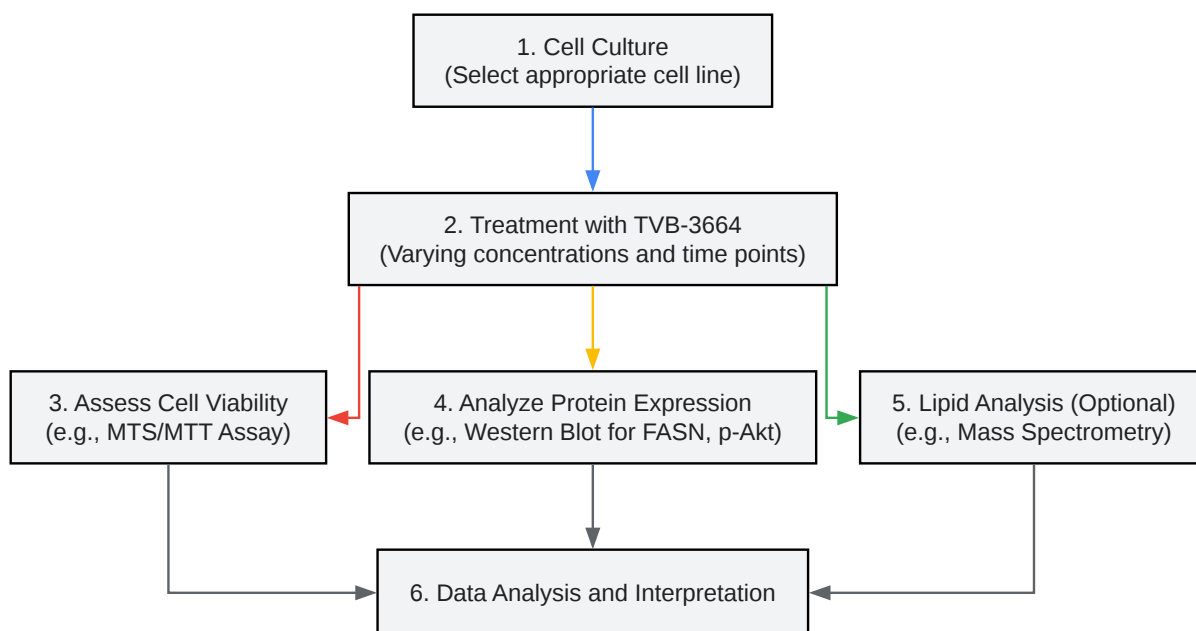 1. Cell Culture
(Select appropriate cell line)
2. Treatment with TVB-3664
(Varying concentrations and time points)
3. Assess Cell Viability
(e.g., MTS/MTT Assay)
4. Analyze Protein Expression
(e.g., Western Blot for FASN, p-Akt)
5. Lipid Analysis (Optional)
(e.g., Mass Spectrometry)
6. Data Analysis and Interpretation